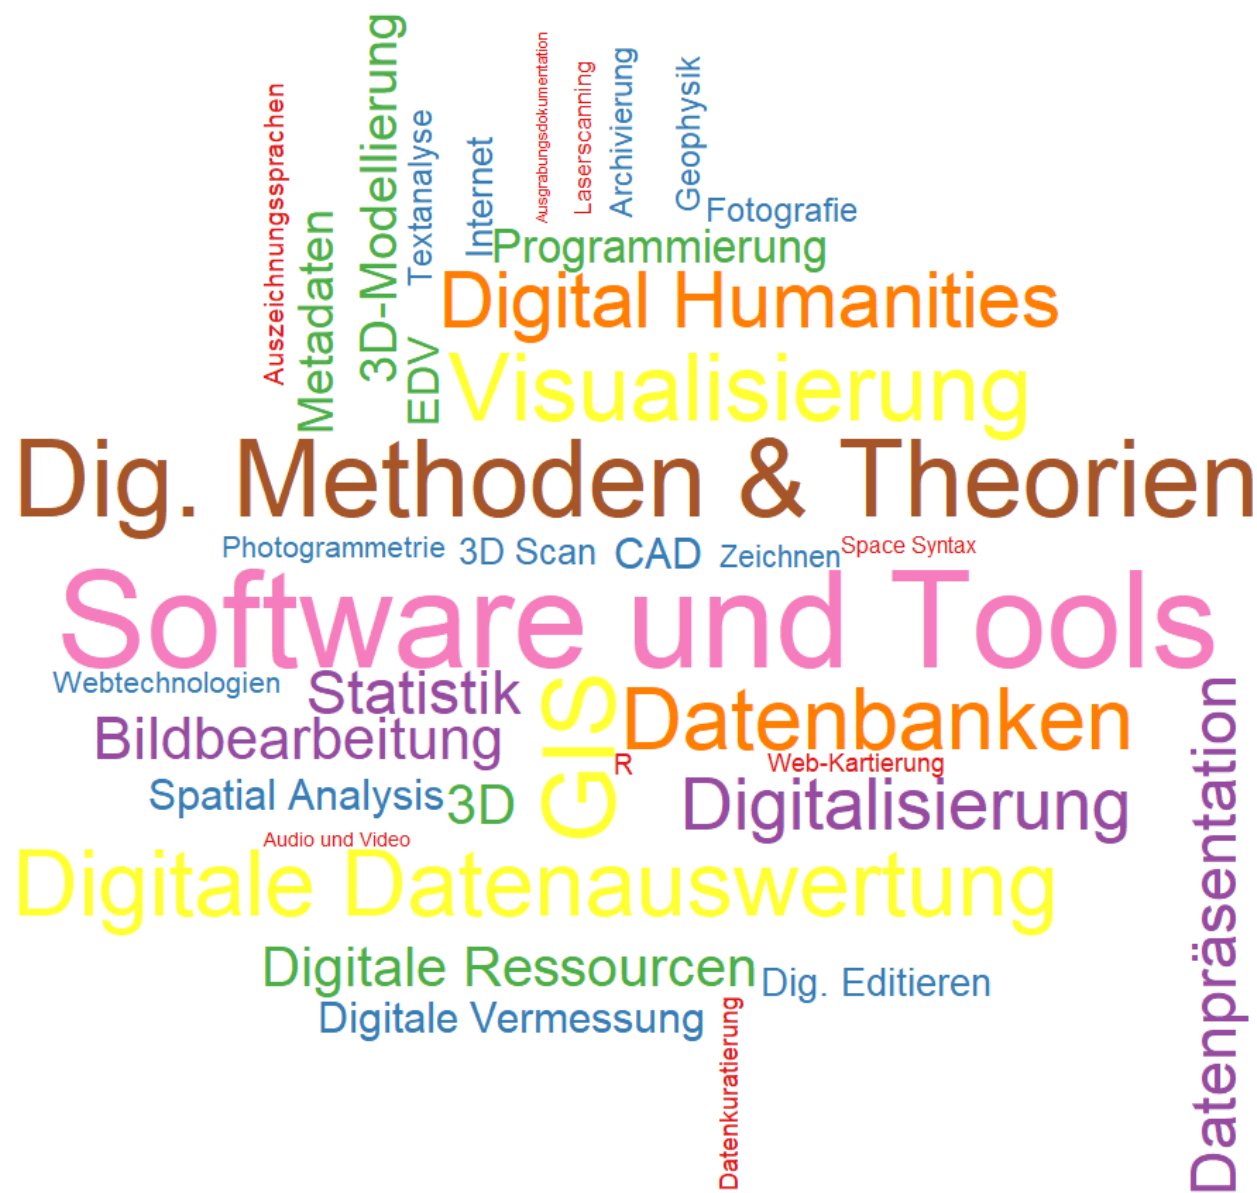 Auszeichnungssprachen
Metadaten
3D-Modellierung
Textanalyse
EDV
Internet
Ausgrabungsdokumentation
Laserscanning
Archivierung
Geophysik
Fotografie
Programmierung
Digital Humanities
Visualisierung
Dig. Methoden & Theorien
Photogrammetrie
3D Scan
CAD
Zeichnen
Space Syntax
Software und Tools
Webtechnologien
Statistik
GIS
Datenbanken
Bildbearbeitung
R
Web-Kartierung
Spatial Analysis
3D
Digitalisierung
Datenpräsentation
Audio und Video
Digitale Datenauswertung
Digitale Ressourcen
Dig. Editieren
Digitale Vermessung
Datenkuratierung